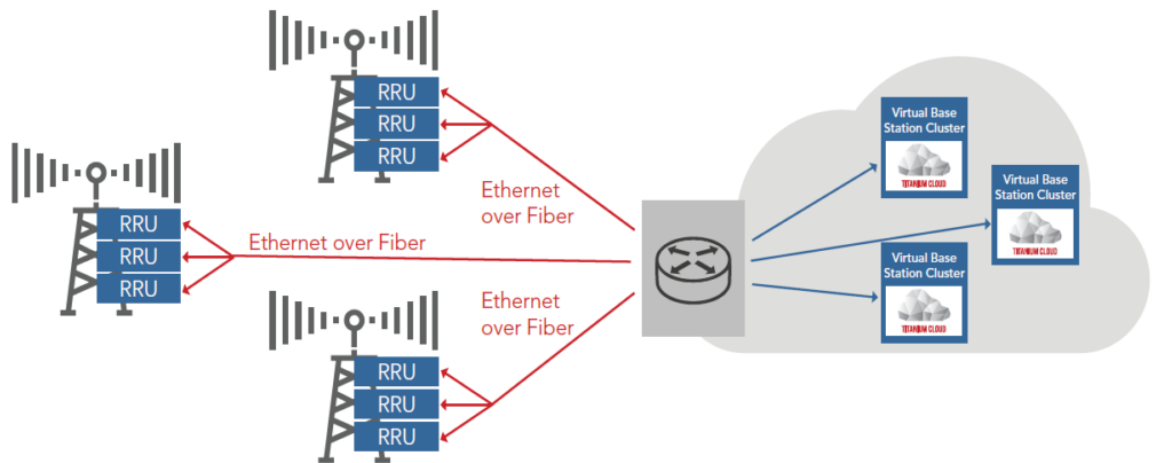 RRU
RRU
RRU
Ethernet
over Fiber
RRU
RRU
RRU
Ethernet over Fiber
Ethernet
over Fiber
RRU
RRU
RRU
Virtual Base
Station Cluster
TITANIUM CLOUD
Virtual Base
Station Cluster
TITANIUM CLOUD
Virtual Base
Station Cluster
TITANIUM CLOUD